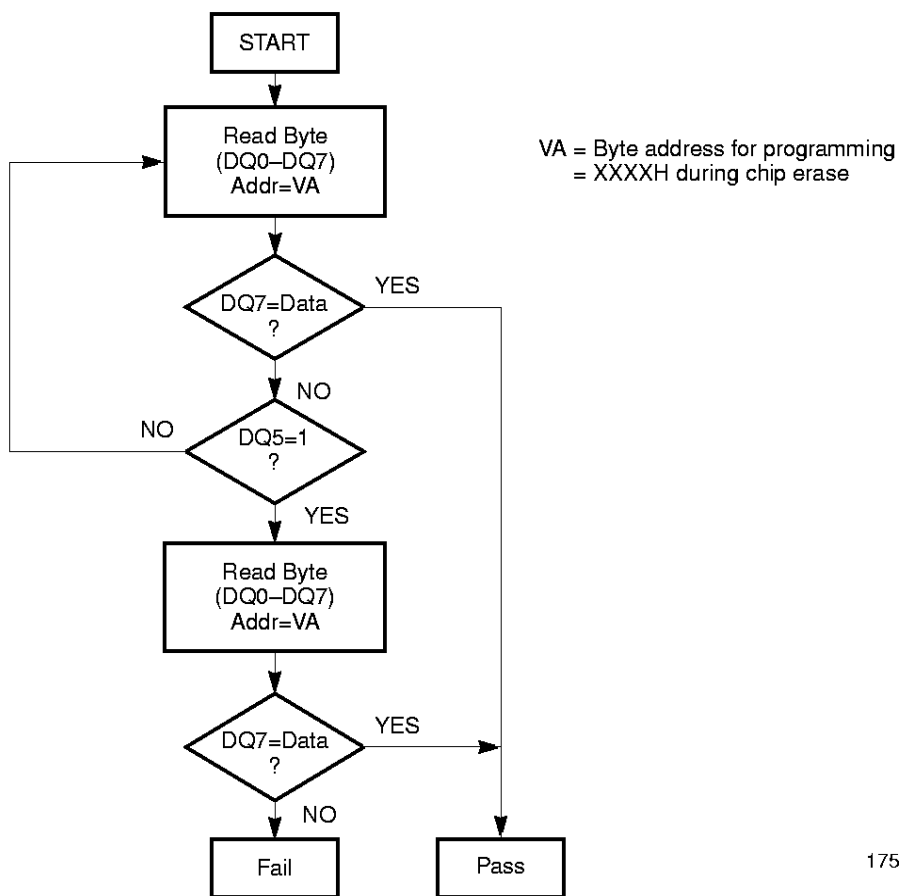 START
Read Byte
(DQ0–DQ7)
Addr=VA
VA = Byte address for programming
= XXXXH during chip erase
YES
DQ7=Data
?
NO
NO
DQ5=1
?
YES
Read Byte
(DQ0–DQ7)
Addr=VA
YES
DQ7=Data
?
NO
Fail
Pass
175